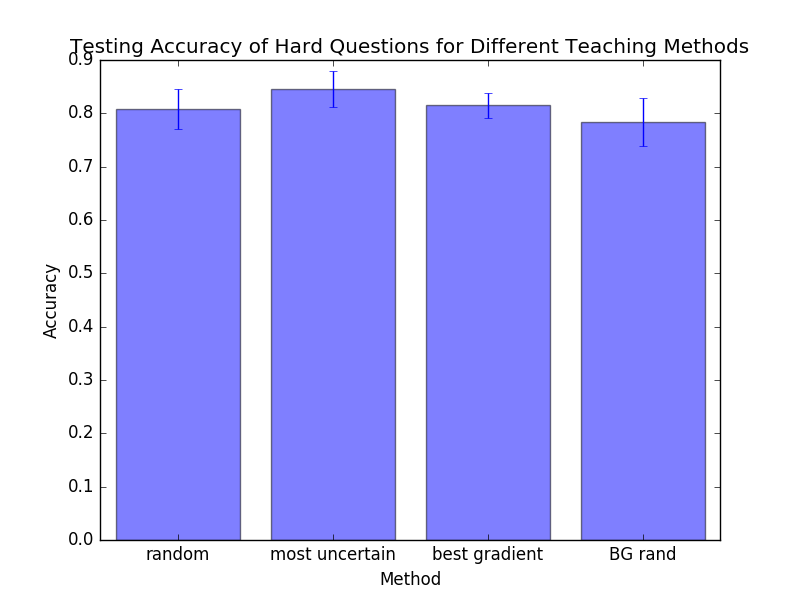 Testing Accuracy of Hard Questions for Different Teaching Methods
0.9
0.8
0.7
0.6
0.5
0.4
0.3
0.2
0.1
0.0
Accuracy
random most uncertain best gradient BG rand
Method